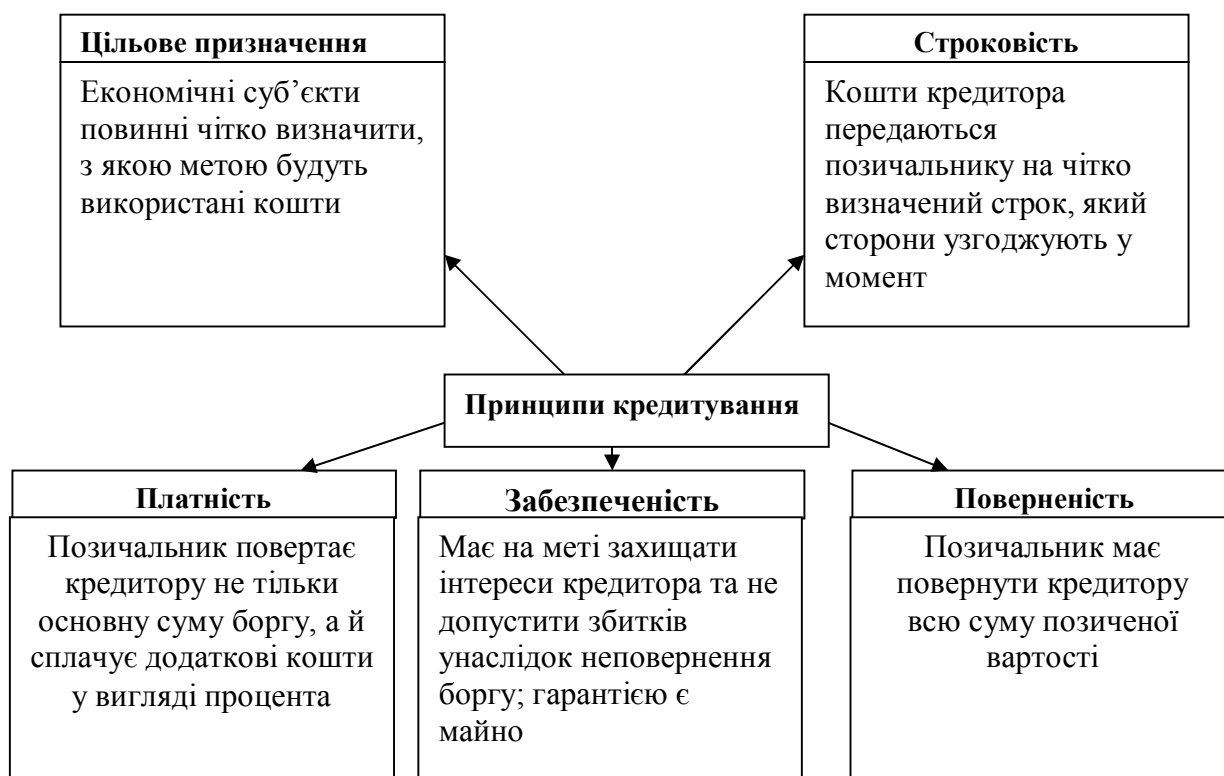 Цільове призначення
Економічні суб’єкти
повинні чітко визначити,
з якою метою будуть
використані кошти
Строковість
Кошти кредитора
передаються
позичальнику на чітко
визначений строк, який
сторони узгоджують у
момент
Принципи кредитування
Платність
Позичальник повертає
кредитору не тільки
основну суму боргу, а й
сплачує додаткові кошти
у вигляді процента
Забезпеченість
Має на меті захищати
інтереси кредитора та не
допустити збитків
унаслідок неповернення
боргу; гарантією є
майно
Поверненість
Позичальник має
повернути кредитору
всю суму позиченої
вартості